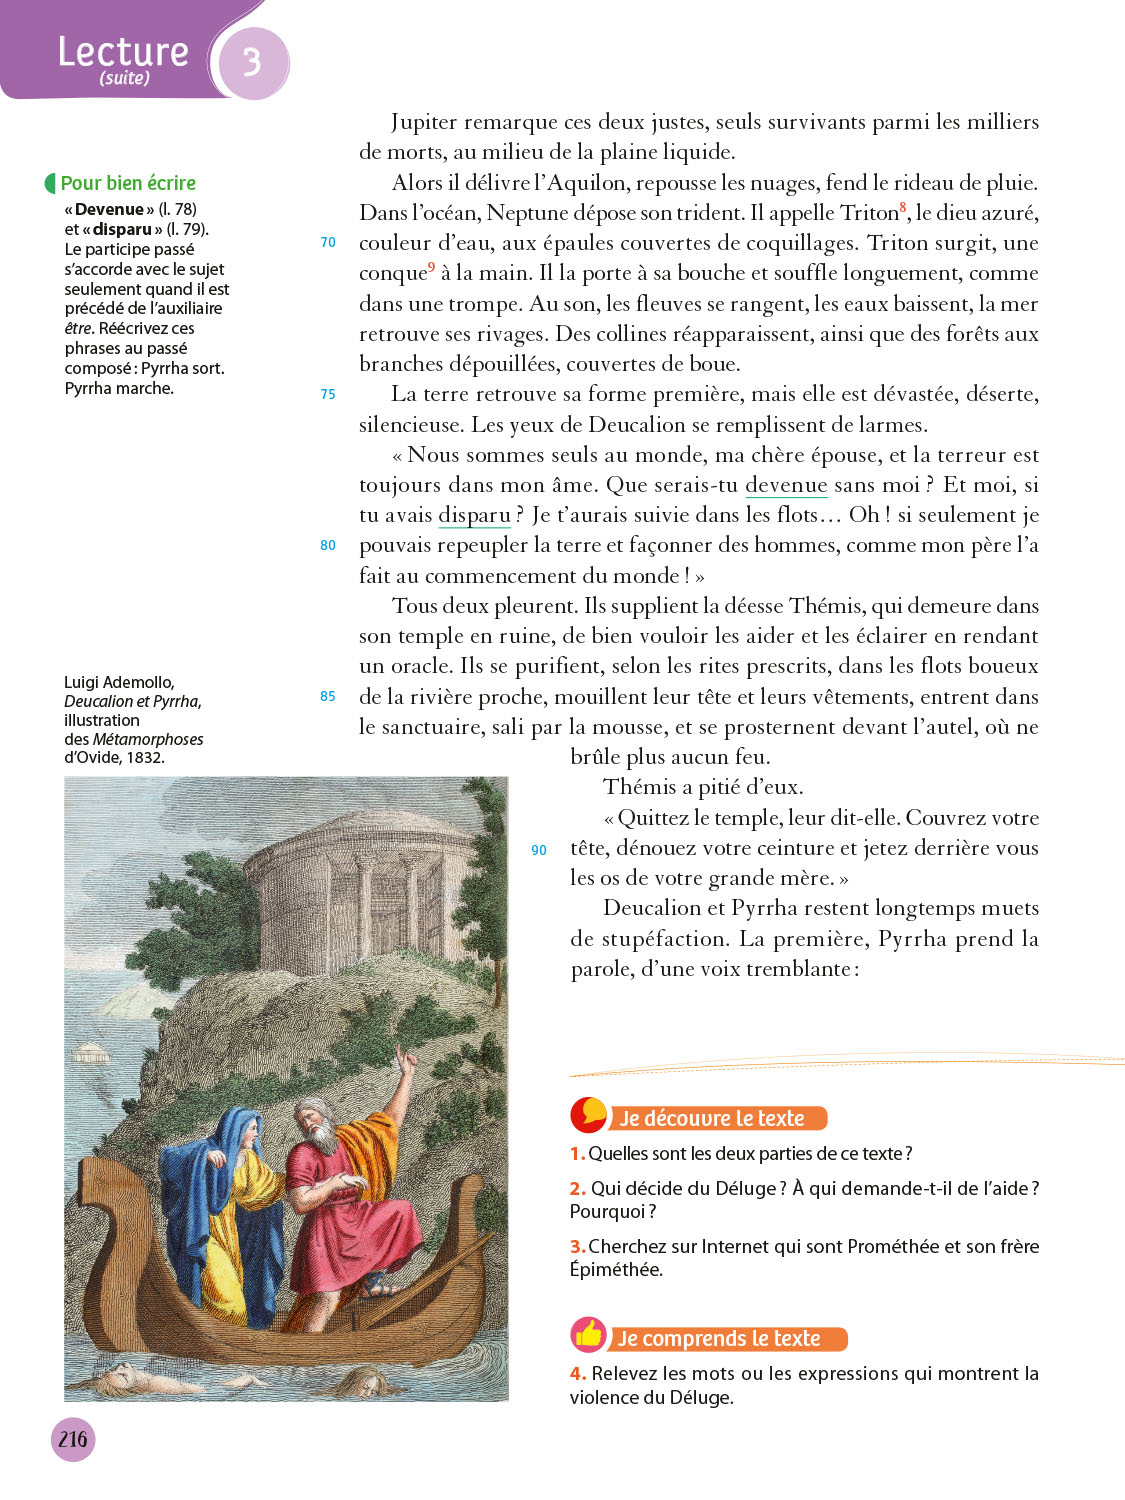 Lecture
(suite)
3
Jupiter remarque ces deux justes, seuls survivants parmi les milliers
de morts, au milieu de la plaine liquide.
Alors il délivre l’Aquilon, repousse les nuages, fend le rideau de pluie.
Dans l’océan, Neptune dépose son trident. Il appelle Triton8, le dieu azuré,
70
couleur d’eau, aux épaules couvertes de coquillages. Triton surgit, une
conque9 à la main. Il la porte à sa bouche et souffle longuement, comme
dans une trompe. Au son, les fleuves se rangent, les eaux baissent, la mer
retrouve ses rivages. Des collines réapparaissent, ainsi que des forêts aux
branches dépouillées, couvertes de boue.
75
La terre retrouve sa forme première, mais elle est dévastée, déserte,
silencieuse. Les yeux de Deucalion se remplissent de larmes.
« Nous sommes seuls au monde, ma chère épouse, et la terreur est
toujours dans mon âme. Que serais-tu devenue sans moi ? Et moi, si
tu avais disparu ? Je t’aurais suivie dans les flots… Oh ! si seulement je
80
pouvais repeupler la terre et façonner des hommes, comme mon père l’a
fait au commencement du monde ! »
Tous deux pleurent. Ils supplient la déesse Thémis, qui demeure dans
son temple en ruine, de bien vouloir les aider et les éclairer en rendant
un oracle. Ils se purifient, selon les rites prescrits, dans les flots boueux
85
de la rivière proche, mouillent leur tête et leurs vêtements, entrent dans
le sanctuaire, sali par la mousse, et se prosternent devant l’autel, où ne
brûle plus aucun feu.
Thémis a pitié d’eux.
« Quittez le temple, leur dit-elle. Couvrez votre
90
tête, dénouez votre ceinture et jetez derrière vous
les os de votre grande mère. »
Deucalion et Pyrrha restent longtemps muets
de stupéfaction. La première, Pyrrha prend la
parole, d’une voix tremblante :
Pour bien écrire
« Devenue » (l. 78)
et « disparu » (l. 79).
Le participe passé
s’accorde avec le sujet
seulement quand il est
précédé de l’auxiliaire
être. Réécrivez ces
phrases au passé
composé : Pyrrha sort.
Pyrrha marche.
Luigi Ademollo,
Deucalion et Pyrrha,
illustration
des Métamorphoses
d’Ovide, 1832.
Je découvre le texte
1. Quelles sont les deux parties de ce texte ?
2. Qui décide du Déluge ? À qui demande-t-il de l’aide ?
Pourquoi ?
3. Cherchez sur Internet qui sont Prométhée et son frère
Épiméthée.
Je comprends le texte
4. Relevez les mots ou les expressions qui montrent la
violence du Déluge.
216